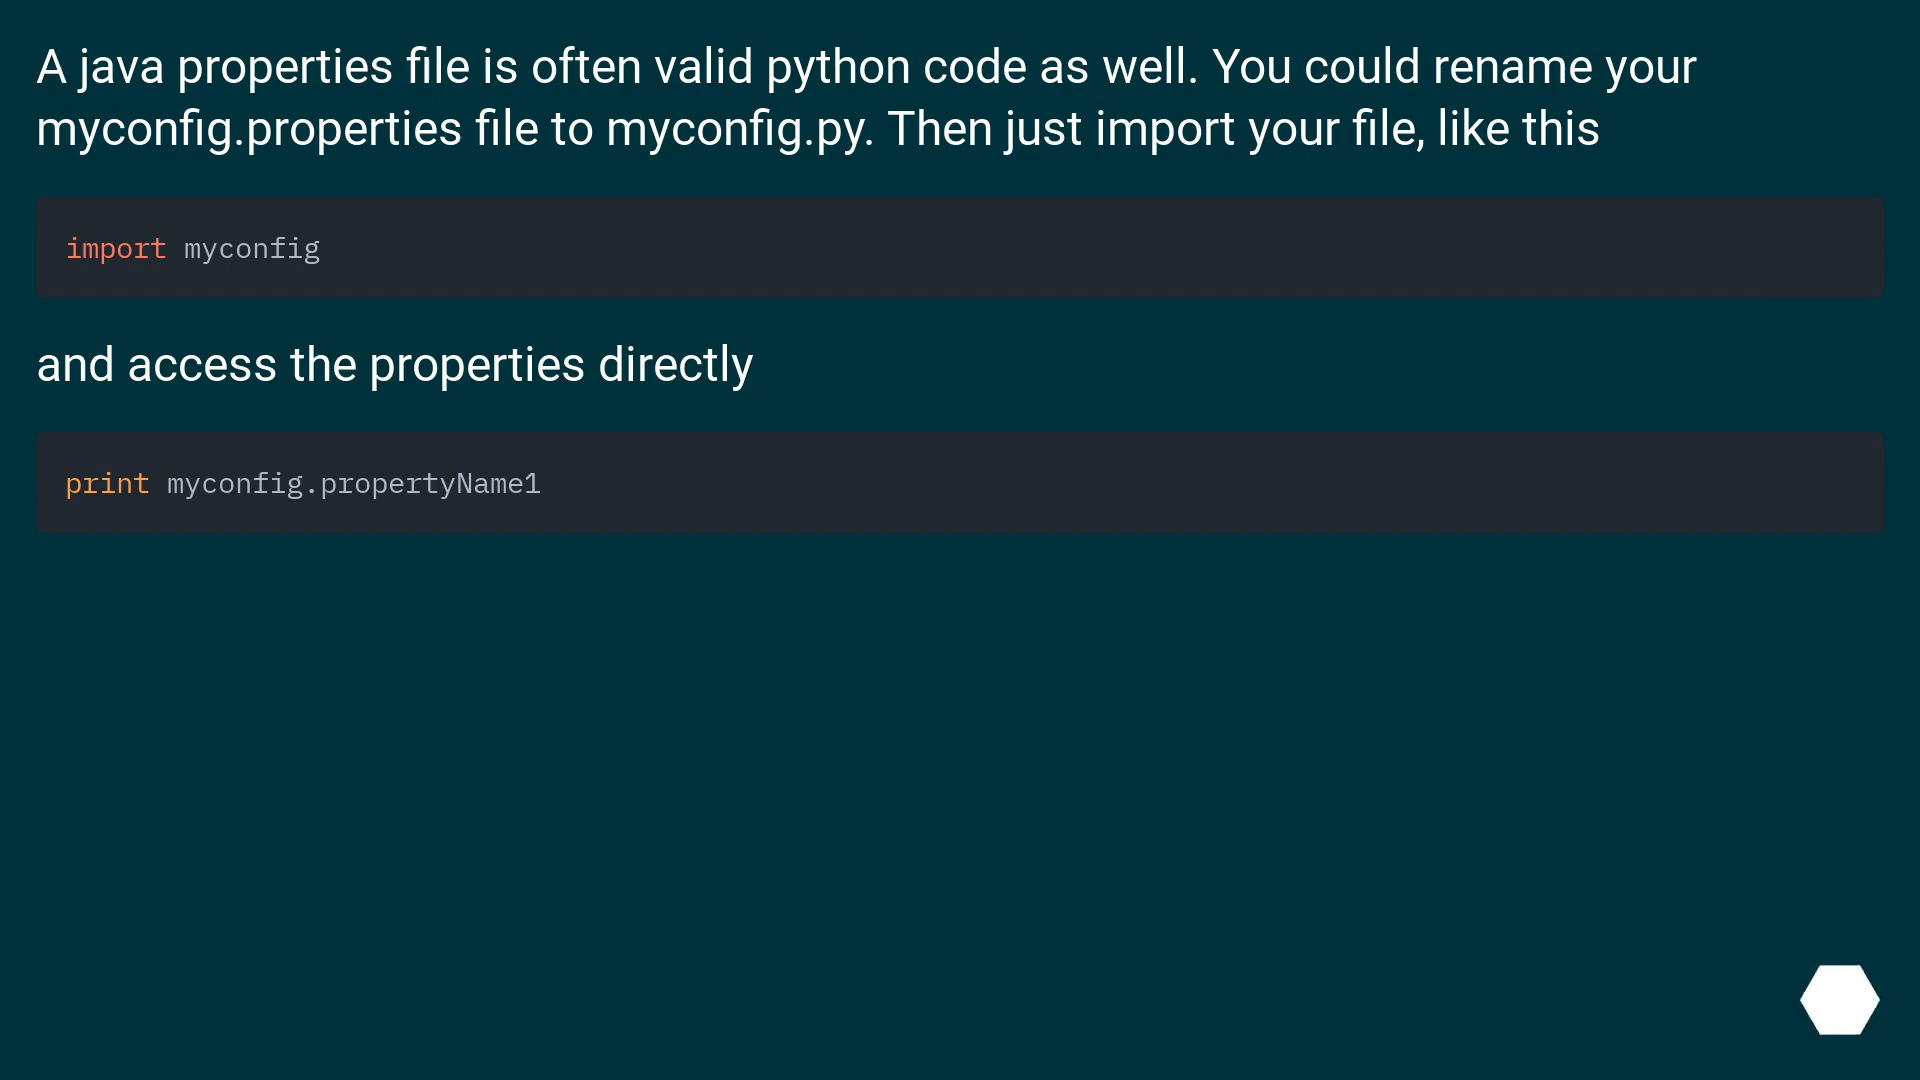 A java properties file is often valid python code as well. You could rename your
myconfig.properties file to myconfig.py. Then just import your file, like this
import myconfig
and access the properties directly
print myconfig.propertyName1